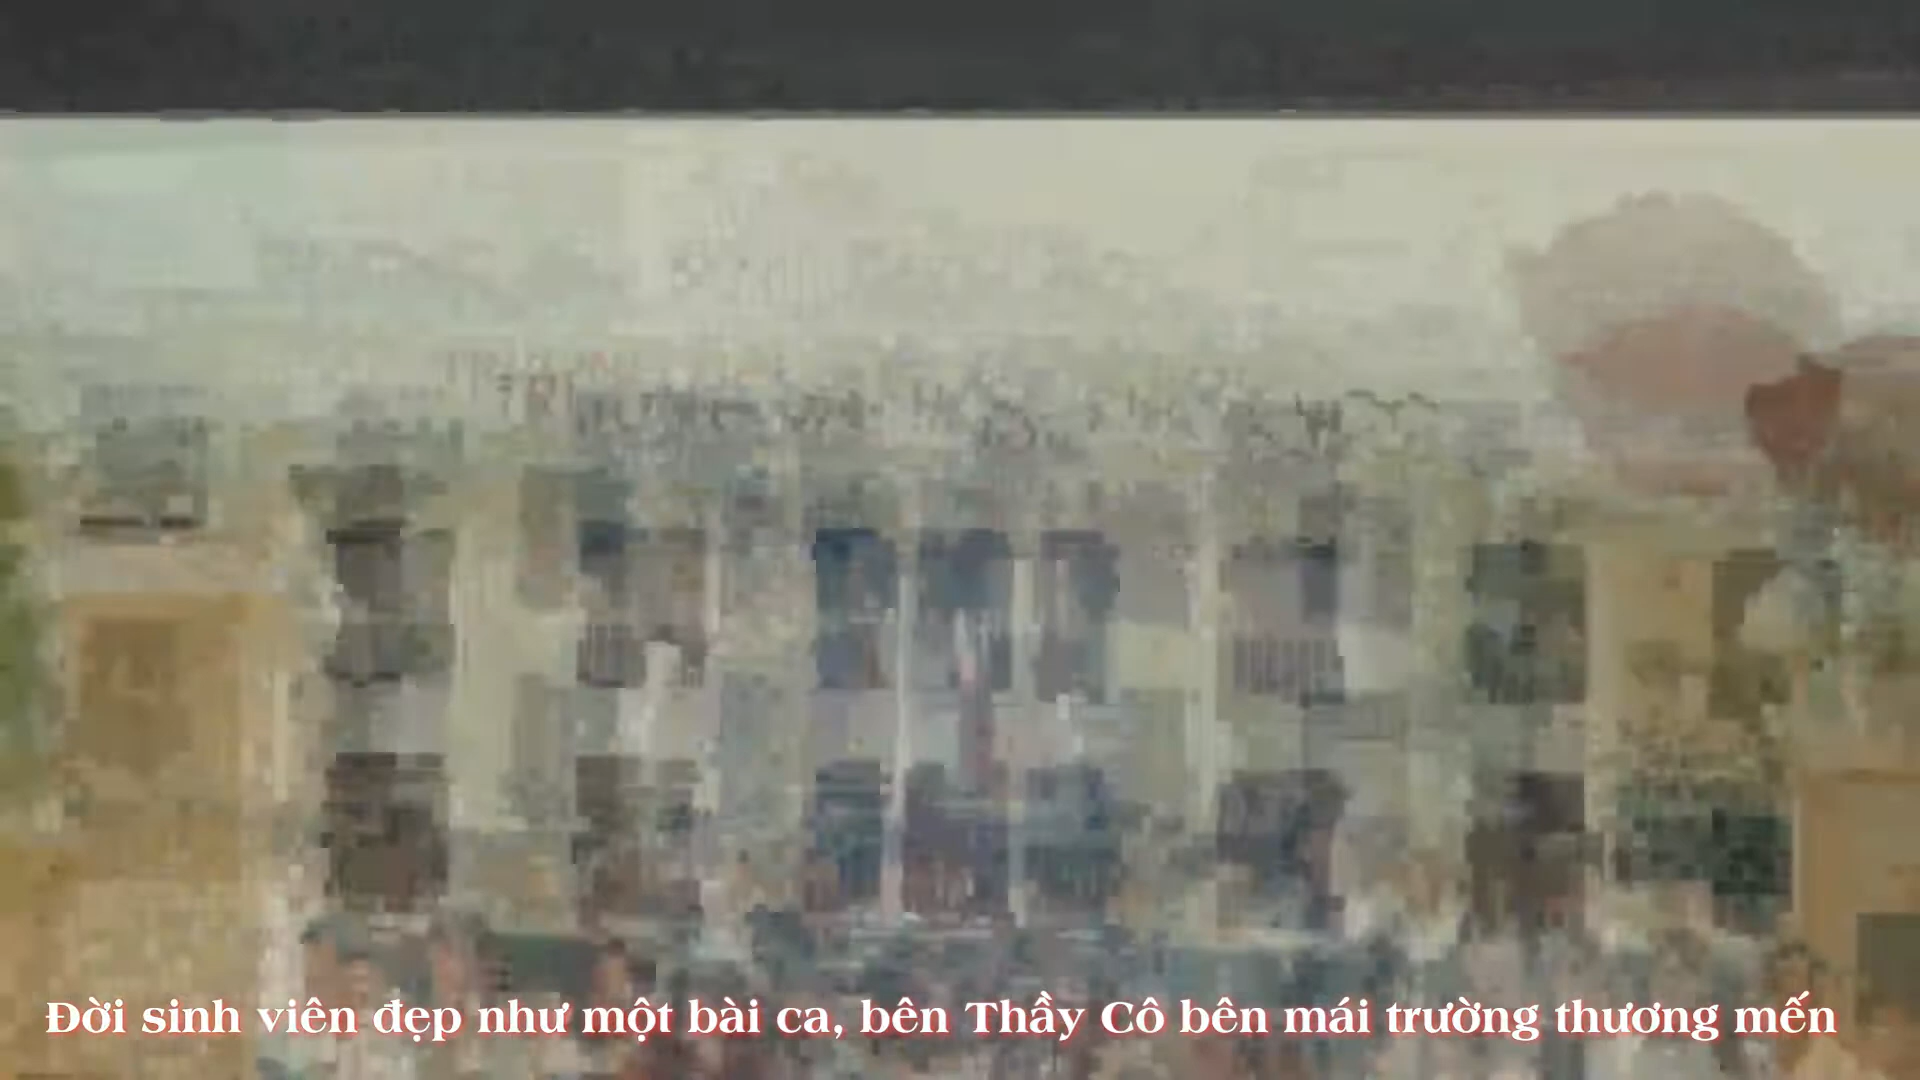 Đời sinh viên đẹp như một bài ca, bên Thầy Cô bên mái trường thương mến